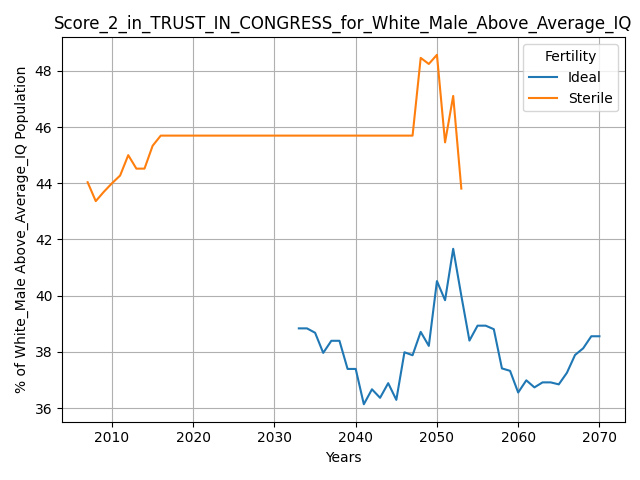 Score_2_in_TRUST_IN_CONGRESS_for_White_Male_Above_Average_IQ
Fertility
Ideal
Sterile
% of White_Male Above_Average_IQ Population
48
46
44
42
40
38
36
2010 2020 2030 2040 2050 2060 2070
Years